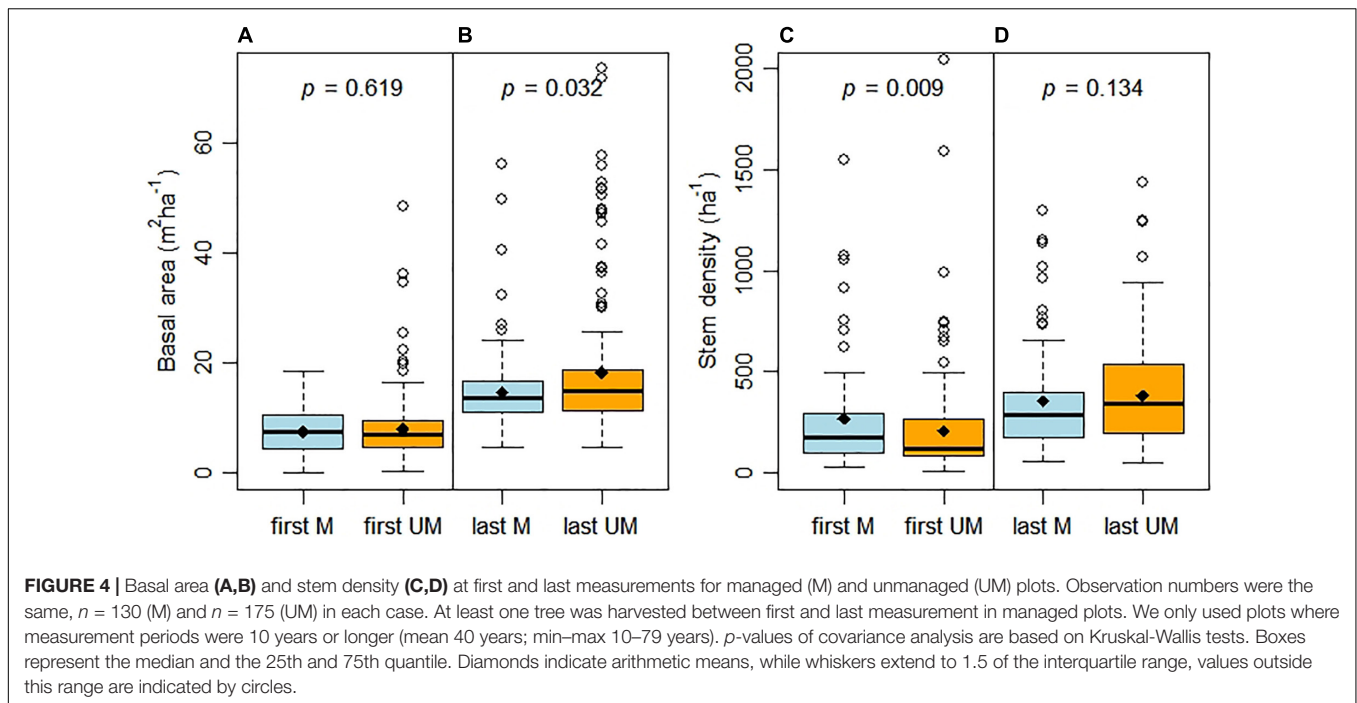 A
B
C
D
p = 0.619
p = 0.032
p = 0.009
p = 0.134
Basal area (m²ha⁻¹)
60
40
20
0
Stem density (ha⁻¹)
2000
1500
1000
500
0
first M
first UM
last M
last UM
first M
first UM
last M
last UM
FIGURE 4 | Basal area (A,B) and stem density (C,D) at first and last measurements for managed (M) and unmanaged (UM) plots. Observation numbers were the
same, n = 130 (M) and n = 175 (UM) in each case. At least one tree was harvested between first and last measurement in managed plots. We only used plots where
measurement periods were 10 years or longer (mean 40 years; min–max 10–79 years). p-values of covariance analysis are based on Kruskal-Wallis tests. Boxes
represent the median and the 25th and 75th quantile. Diamonds indicate arithmetic means, while whiskers extend to 1.5 of the interquartile range, values outside
this range are indicated by circles.